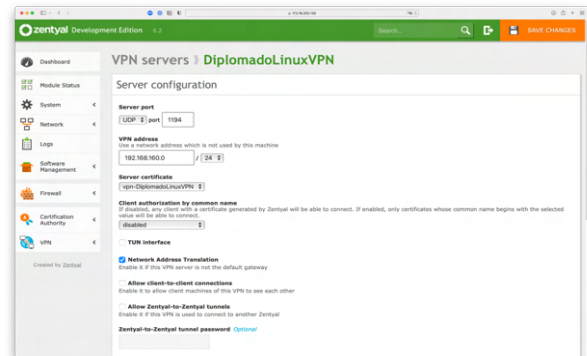 zentyal Development Edition 6.2
Search...
SAVE CHANGES
Dashboard
Module Status
System
Network
Logs
Software
Management
Firewall
Certification
Authority
VPN
Created by Zentyal
VPN servers DiplomadoLinuxVPN
Server configuration
Server port
UDP port 1194
VPN address
Use a network address which is not used by this machine
192.168.160.0 / 24
Server certificate
vpn-DiplomadoLinuxVPN
Client authorization by common name
If disabled, any client with a certificate generated by Zentyal will be able to connect. If enabled, only certificates whose common name begins with the selected
value will be able to connect.
disabled
TUN interface
Network Address Translation
Enable it if this VPN server is not the default gateway
Allow client-to-client connections
Enable it to allow client machines of this VPN to see each other
Allow Zentyal-to-Zentyal tunnels
Enable it if this VPN is used to connect to another Zentyal
Zentyal-to-Zentyal tunnel password Optional